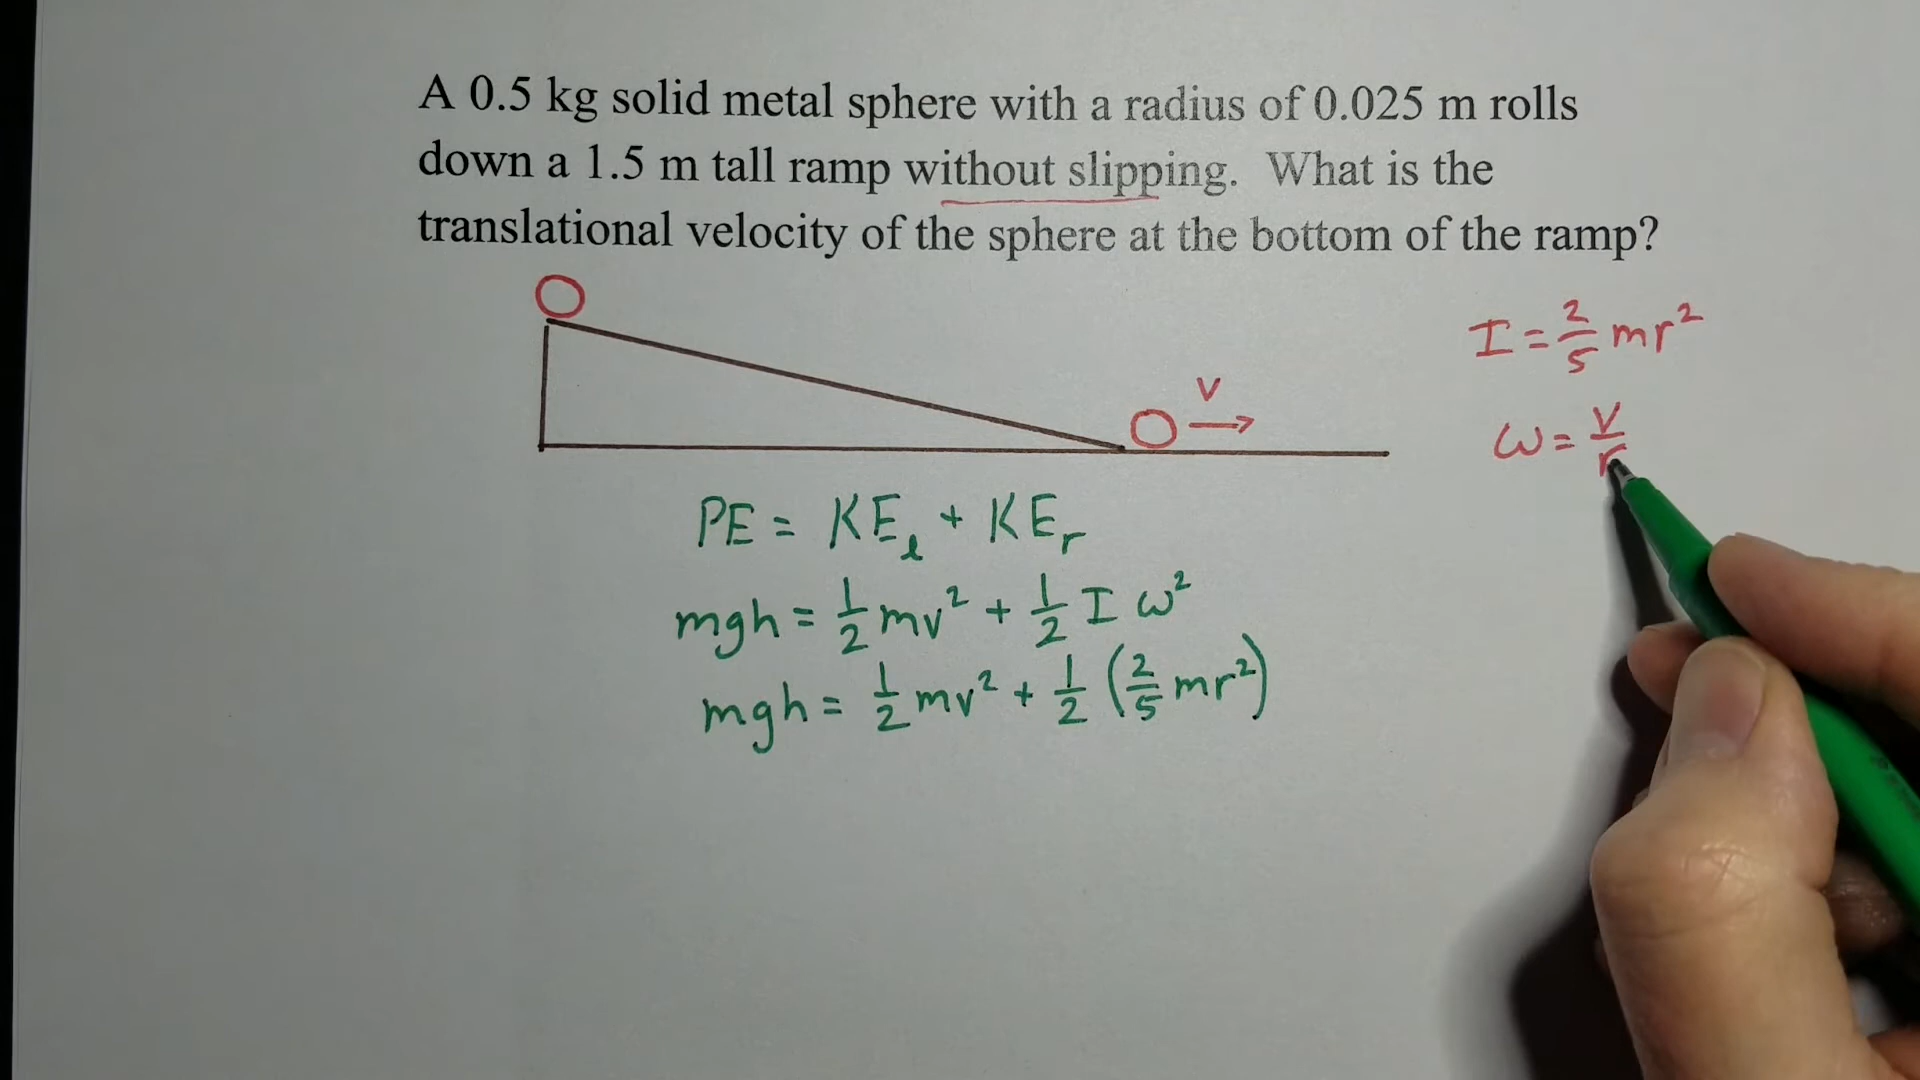 A 0.5 kg solid metal sphere with a radius of 0.025 m rolls
down a 1.5 m tall ramp without slipping. What is the
translational velocity of the sphere at the bottom of the ramp?
I = 2/5 mr²
v
ω = v/r
PE = KEₗ + KEᵣ
mgh = 1/2 mv² + 1/2 I ω²
mgh = 1/2 mv² + 1/2 (2/5 mr²)